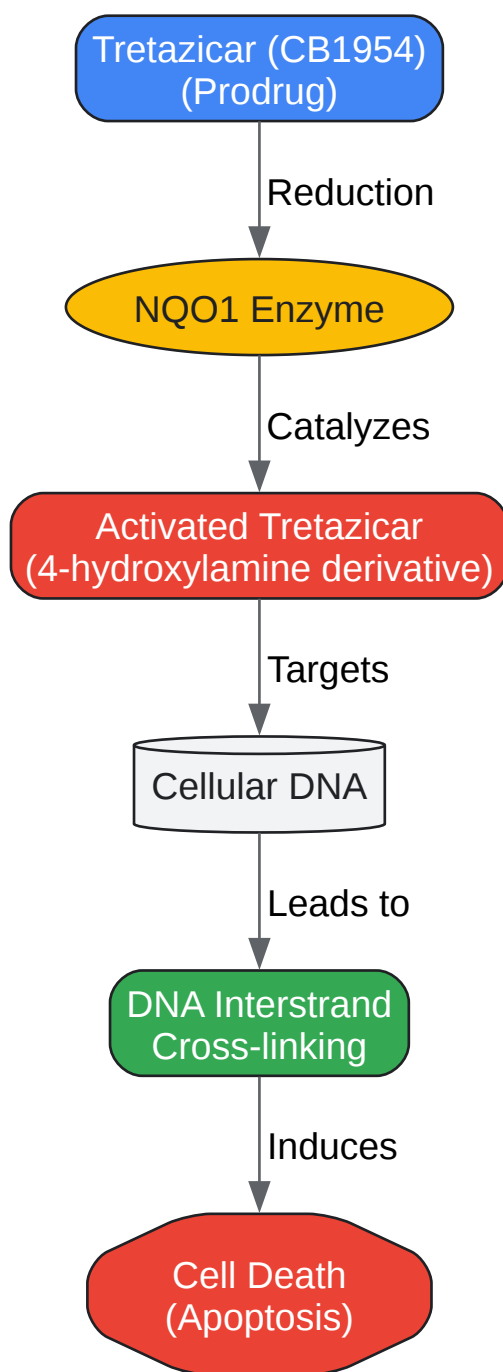 Tretazicar (CB1954)
(Prodrug)
Reduction
NQO1 Enzyme
Catalyzes
Activated Tretazicar
(4-hydroxylamine derivative)
Targets
Cellular DNA
Leads to
DNA Interstrand
Cross-linking
Induces
Cell Death
(Apoptosis)